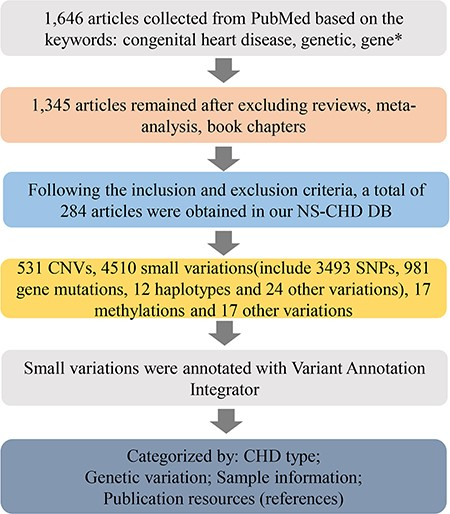 1,646 articles collected from PubMed based on the
keywords: congenital heart disease, genetic, gene*
1,345 articles remained after excluding reviews, meta-
analysis, book chapters
Following the inclusion and exclusion criteria, a total of
284 articles were obtained in our NS-CHD DB
531 CNVs, 4510 small variations(include 3493 SNPs, 981
gene mutations, 12 haplotypes and 24 other variations), 17
methylations and 17 other variations
Small variations were annotated with Variant Annotation
Integrator
Categorized by: CHD type;
Genetic variation; Sample information;
Publication resources (references)